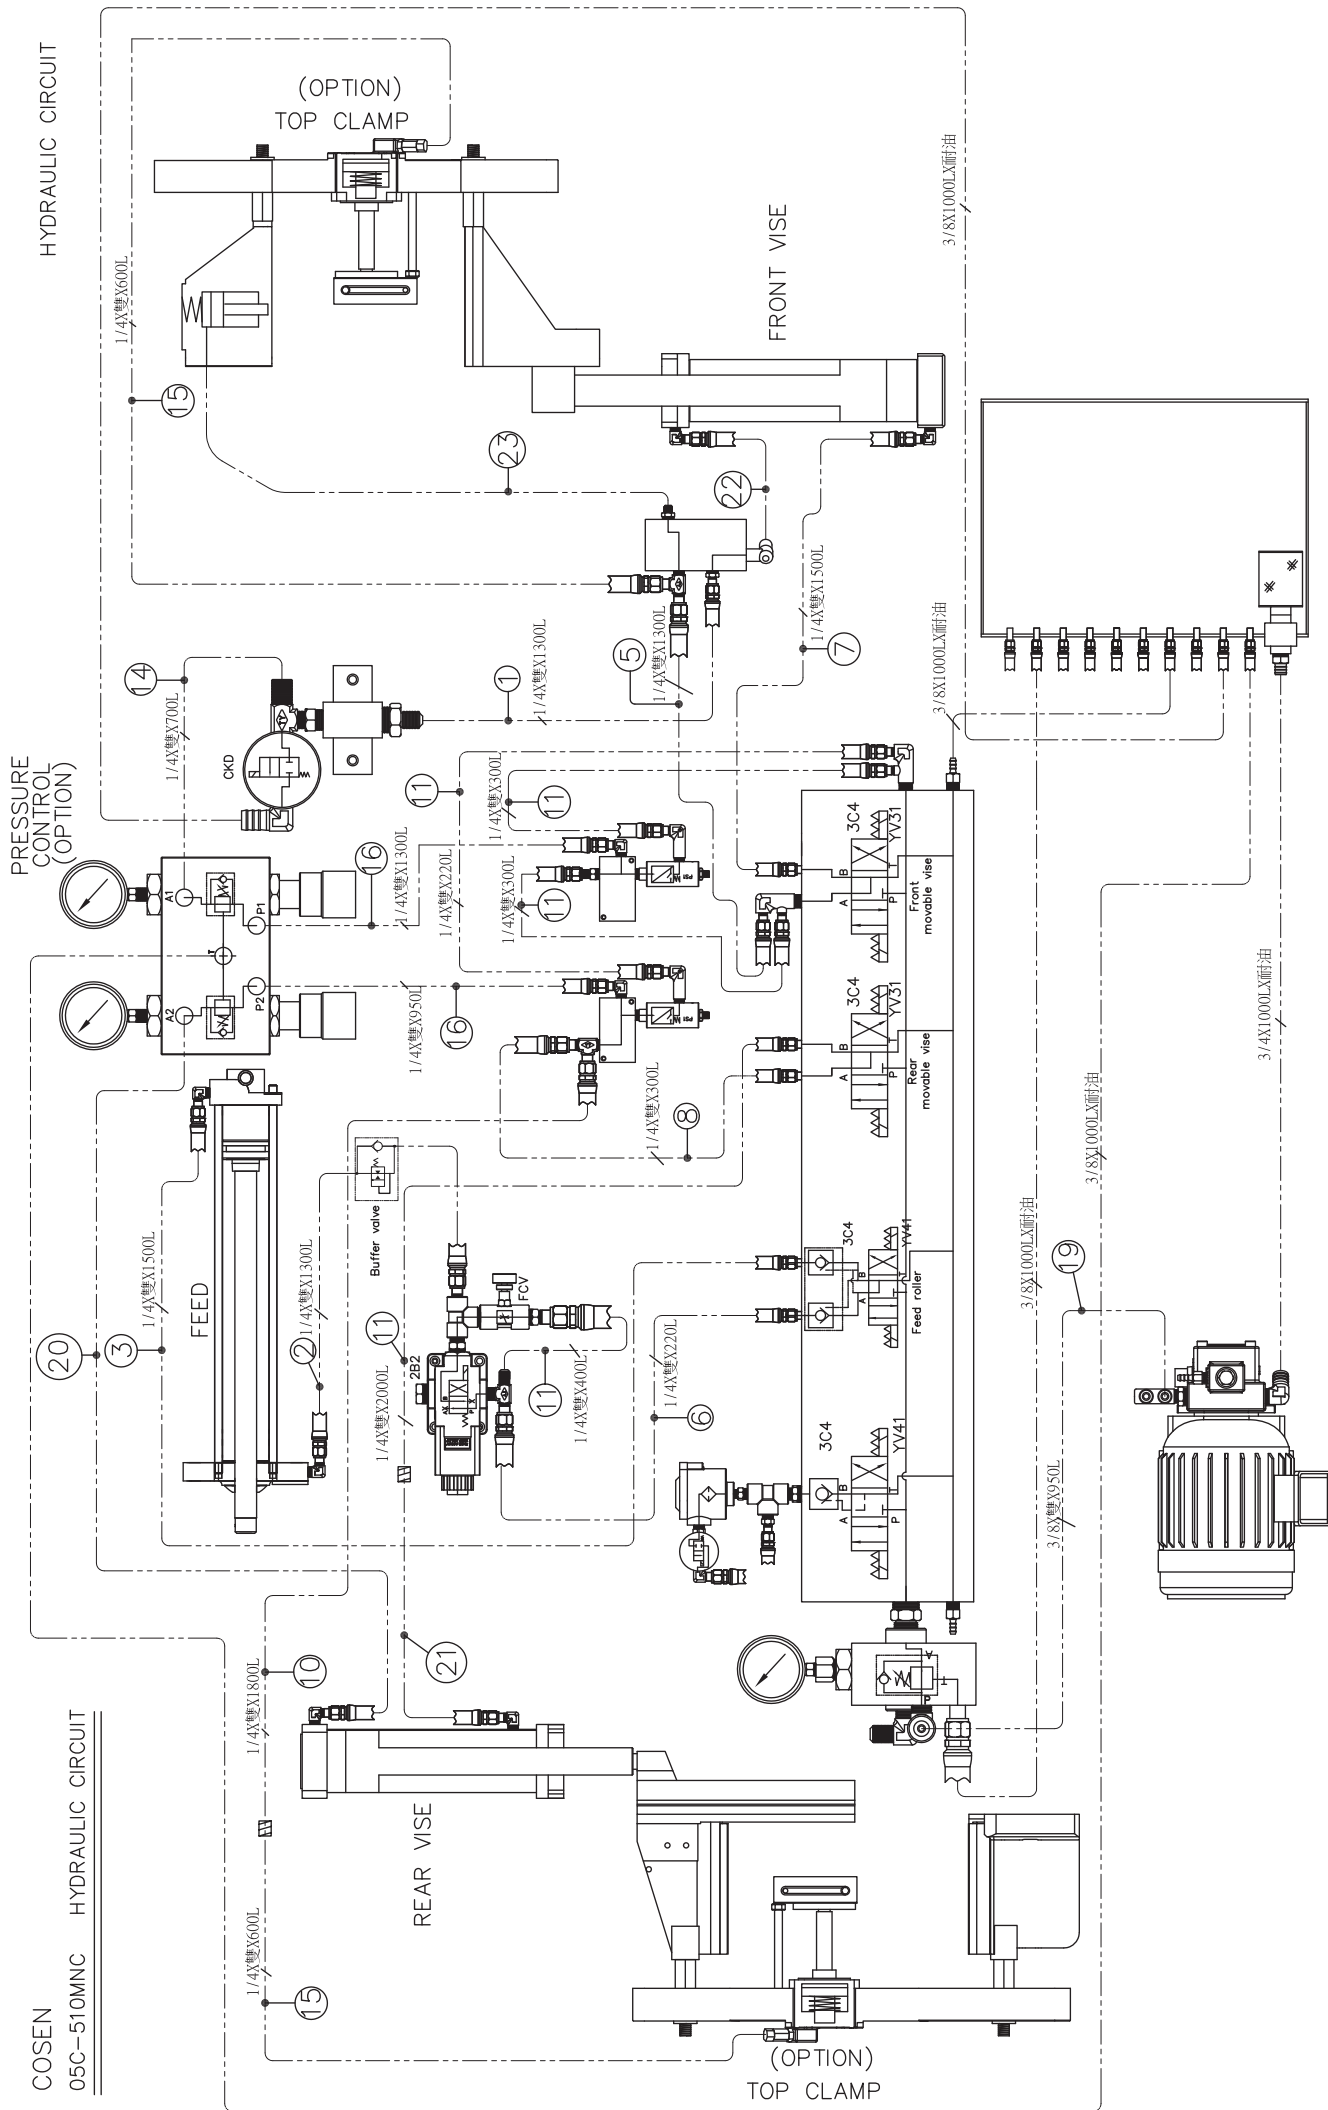 COSEN
05C-510MNC HYDRAULIC CIRCUIT
HYDRAULIC CIRCUIT
PRESSURE
CONTROL
(OPTION)
(OPTION)
TOP CLAMP
FRONT VISE
REAR VISE
(OPTION)
TOP CLAMP
FEED
1/4X雙X600L
15
23
22
1/4X雙X1500L
7
1/4X雙X1300L
5
1/4X雙X1300L
1
14
1/4X雙X700L
CKD
A1
P1
T
A2
P2
16
1/4X雙X1300L
1/4X雙X220L
11
1/4X雙X300L
11
1/4X雙X300L
11
16
1/4X雙X950L
1/4X雙X300L
8
20
3
1/4X雙X1500L
2
1/4X雙X1300L
Buffer valve
11
1/4X雙X2000L
2B2
FCV
11
1/4X雙X400L
6
1/4X雙X220L
21
10
1/4X雙X1800L
1/4X雙X600L
15
3C4
YV31
A
B
P
T
Front
movable vise
3C4
YV31
A
B
P
T
Rear
movable vise
3C4
YV41
A
B
Feed roller
3C4
YV41
A
B
P
T
3/8X1000LX耐油
3/8X1000LX耐油
3/8X1000LX耐油
3/8X1000LX耐油
3/4X1000LX耐油
3/8X雙X950L
19